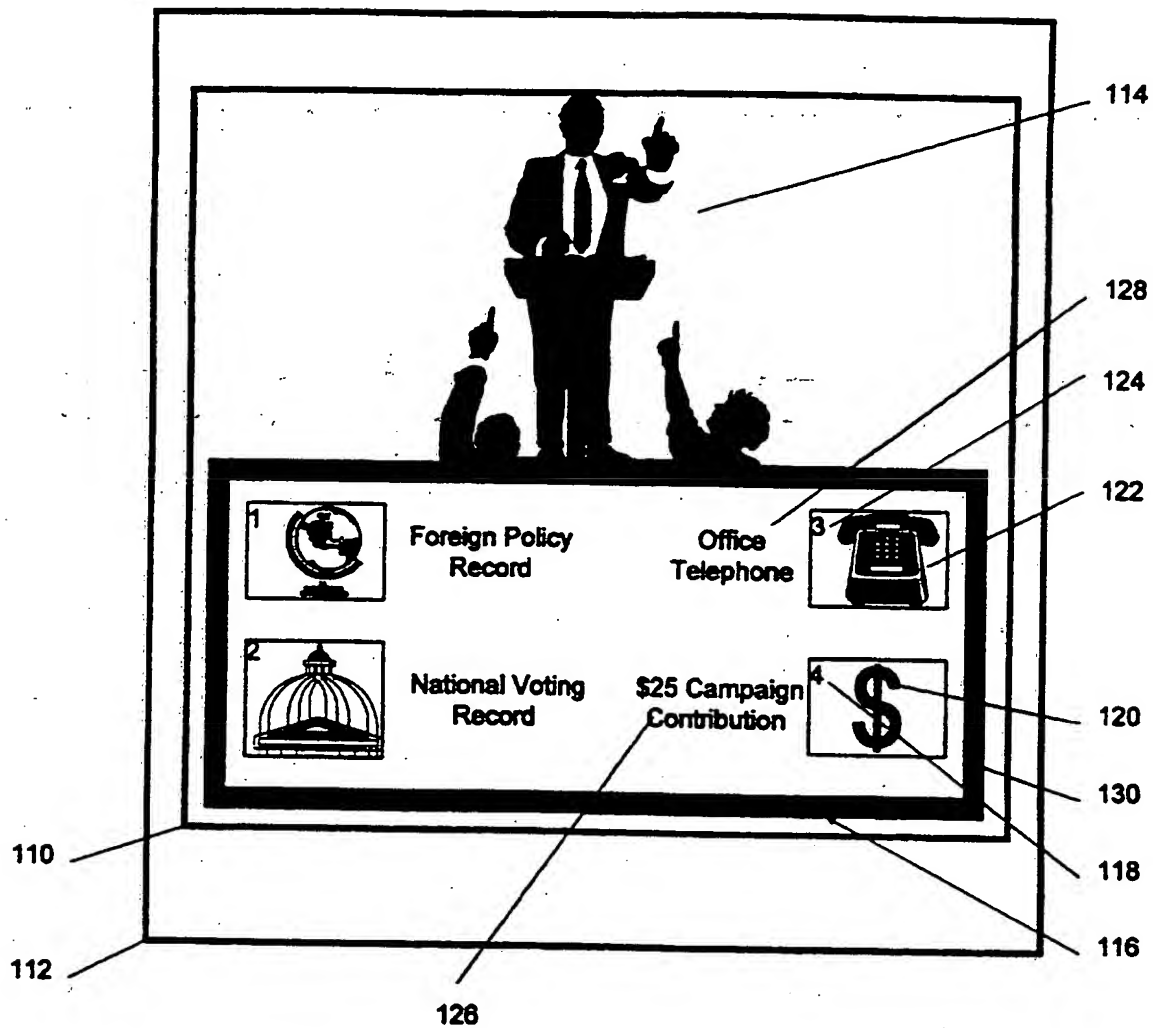 114
128
124
122
1
Foreign Policy
Record
Office
Telephone
3
2
National Voting
Record
$25 Campaign
Contribution
4
$
120
130
110
118
116
112
126